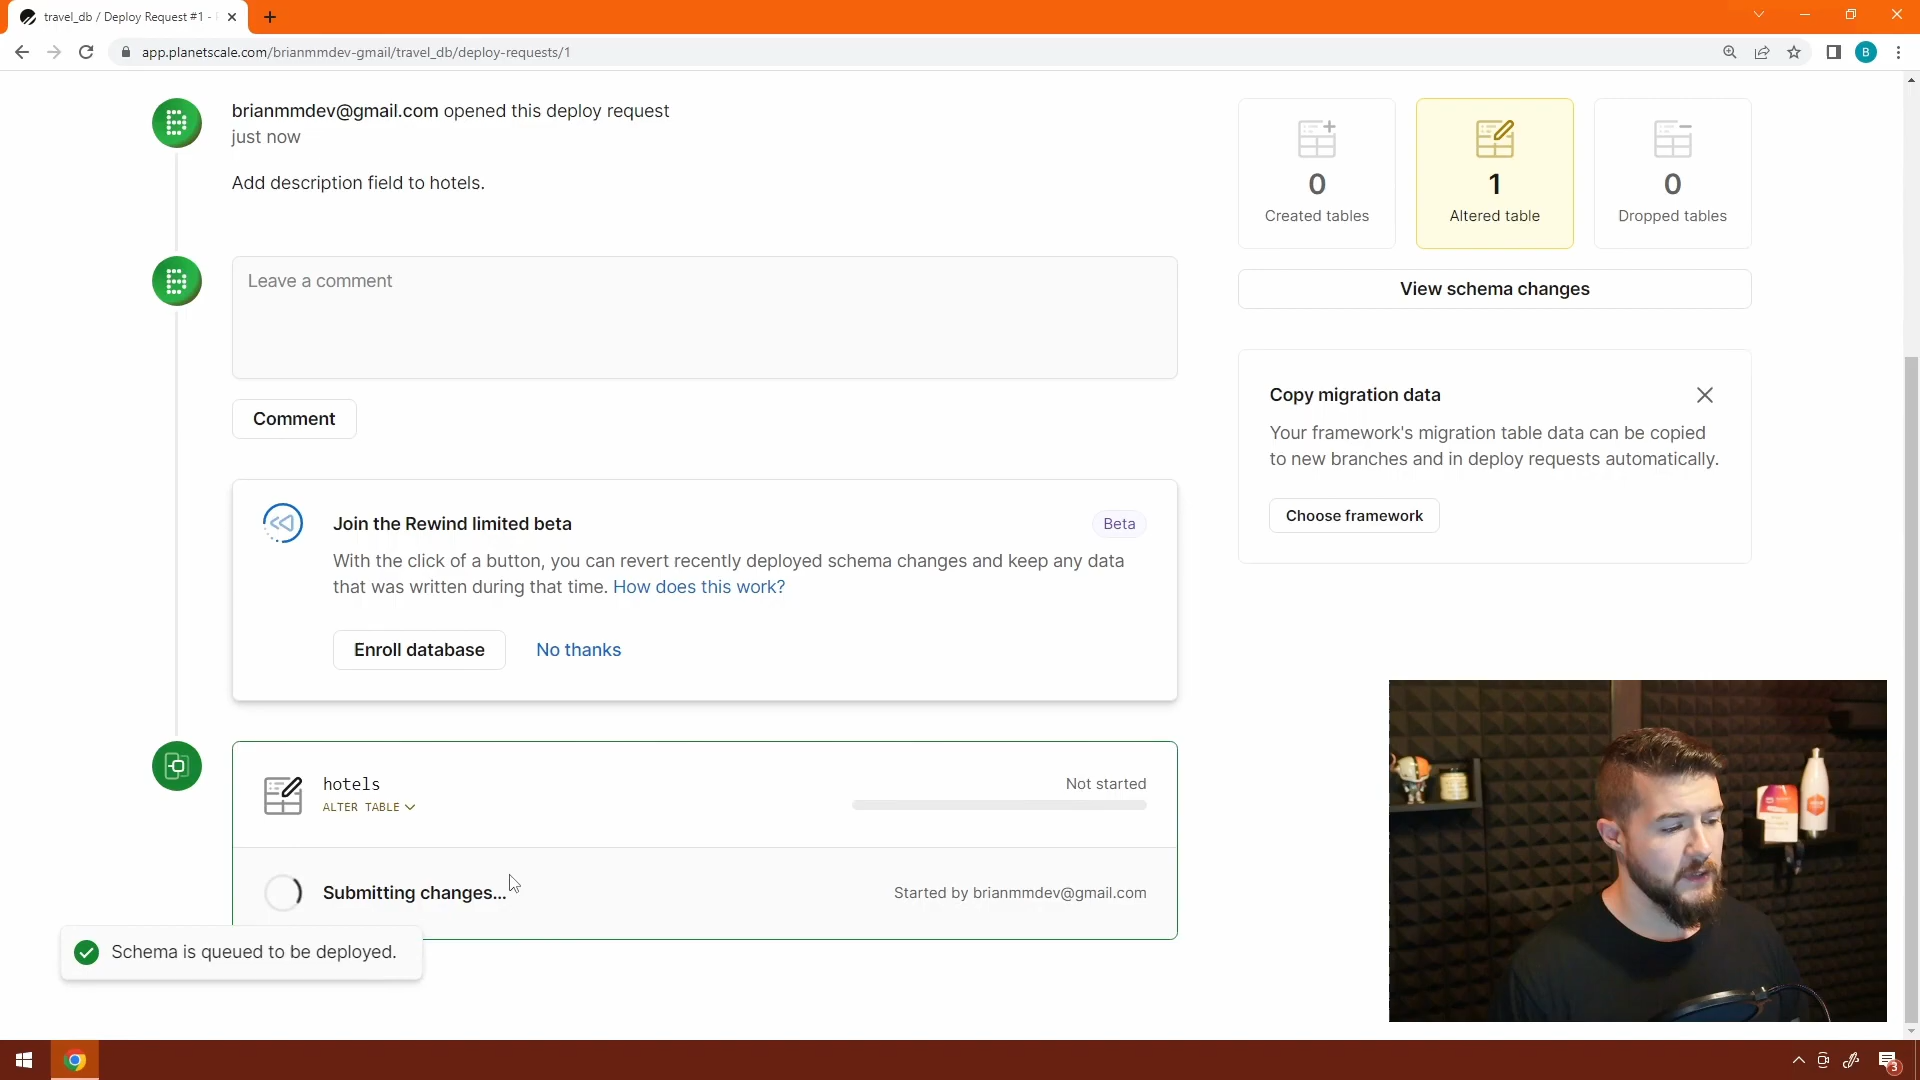 travel_db / Deploy Request #1 -
app.planetscale.com/brianmmdev-gmail/travel_db/deploy-requests/1
B
brianmmdev@gmail.com opened this deploy request
just now
Add description field to hotels.
Leave a comment
Comment
Join the Rewind limited beta
Beta
With the click of a button, you can revert recently deployed schema changes and keep any data
that was written during that time. How does this work?
Enroll database
No thanks
hotels
ALTER TABLE
Not started
Submitting changes...
Started by brianmmdev@gmail.com
Schema is queued to be deployed.
0
Created tables
1
Altered table
0
Dropped tables
View schema changes
Copy migration data
Your framework's migration table data can be copied
to new branches and in deploy requests automatically.
Choose framework
3